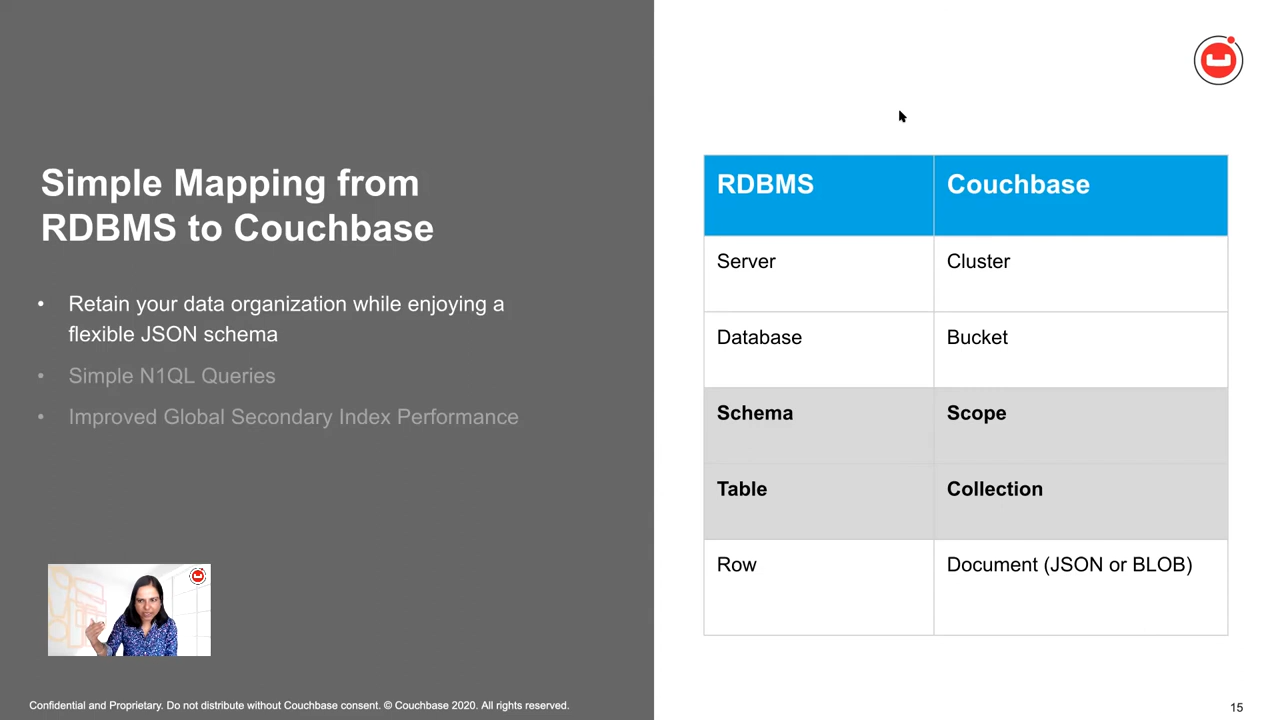 Simple Mapping from
RDBMS to Couchbase
• Retain your data organization while enjoying a
flexible JSON schema
• Simple N1QL Queries
• Improved Global Secondary Index Performance
RDBMS Couchbase
Server Cluster
Database Bucket
Schema Scope
Table Collection
Row Document (JSON or BLOB)
Confidential and Proprietary. Do not distribute without Couchbase consent. © Couchbase 2020. All rights reserved.
15